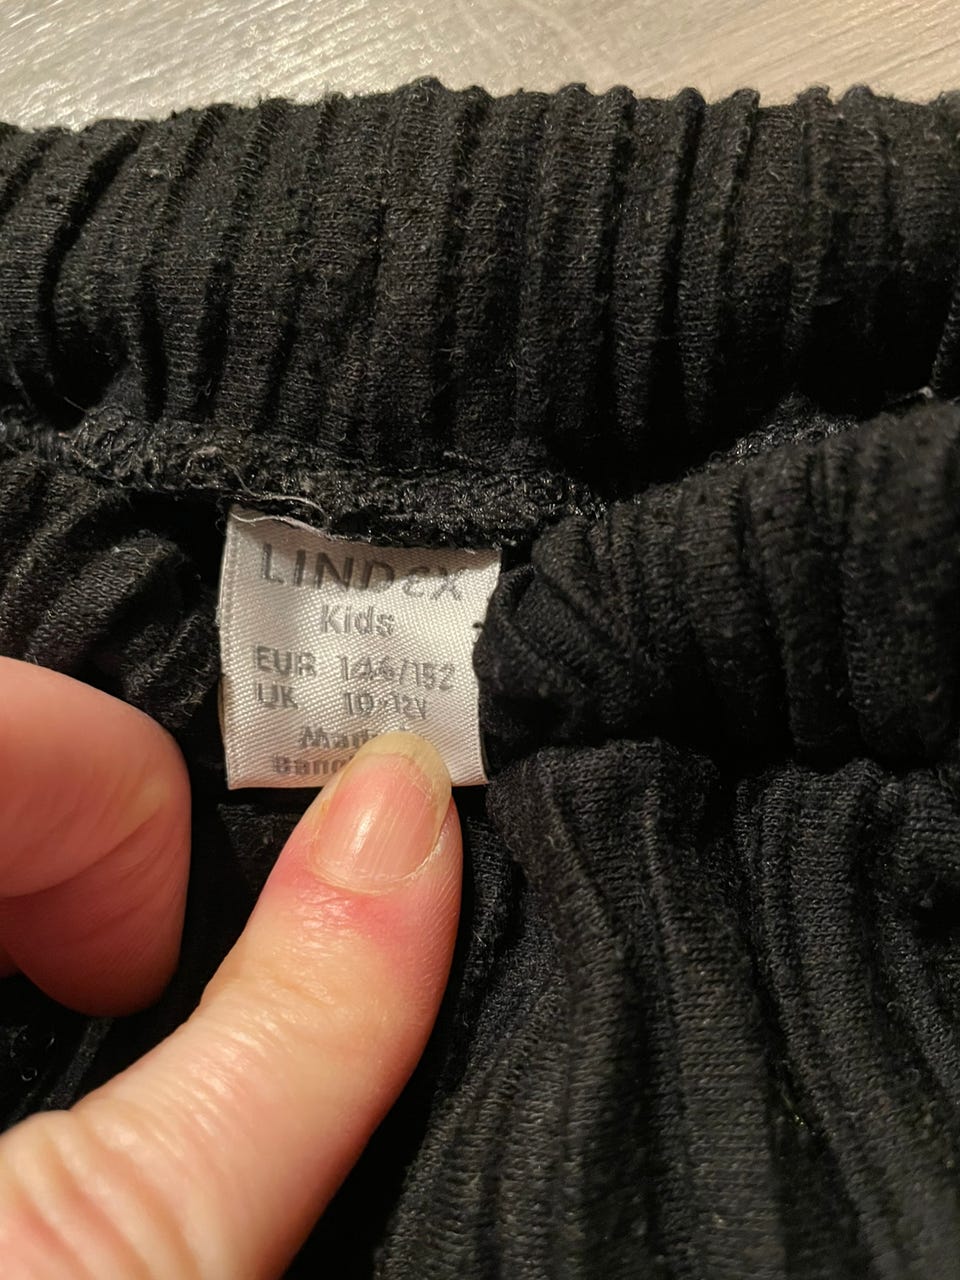 LINDEX
Kids
EUR 146/152
UK 10-12Y